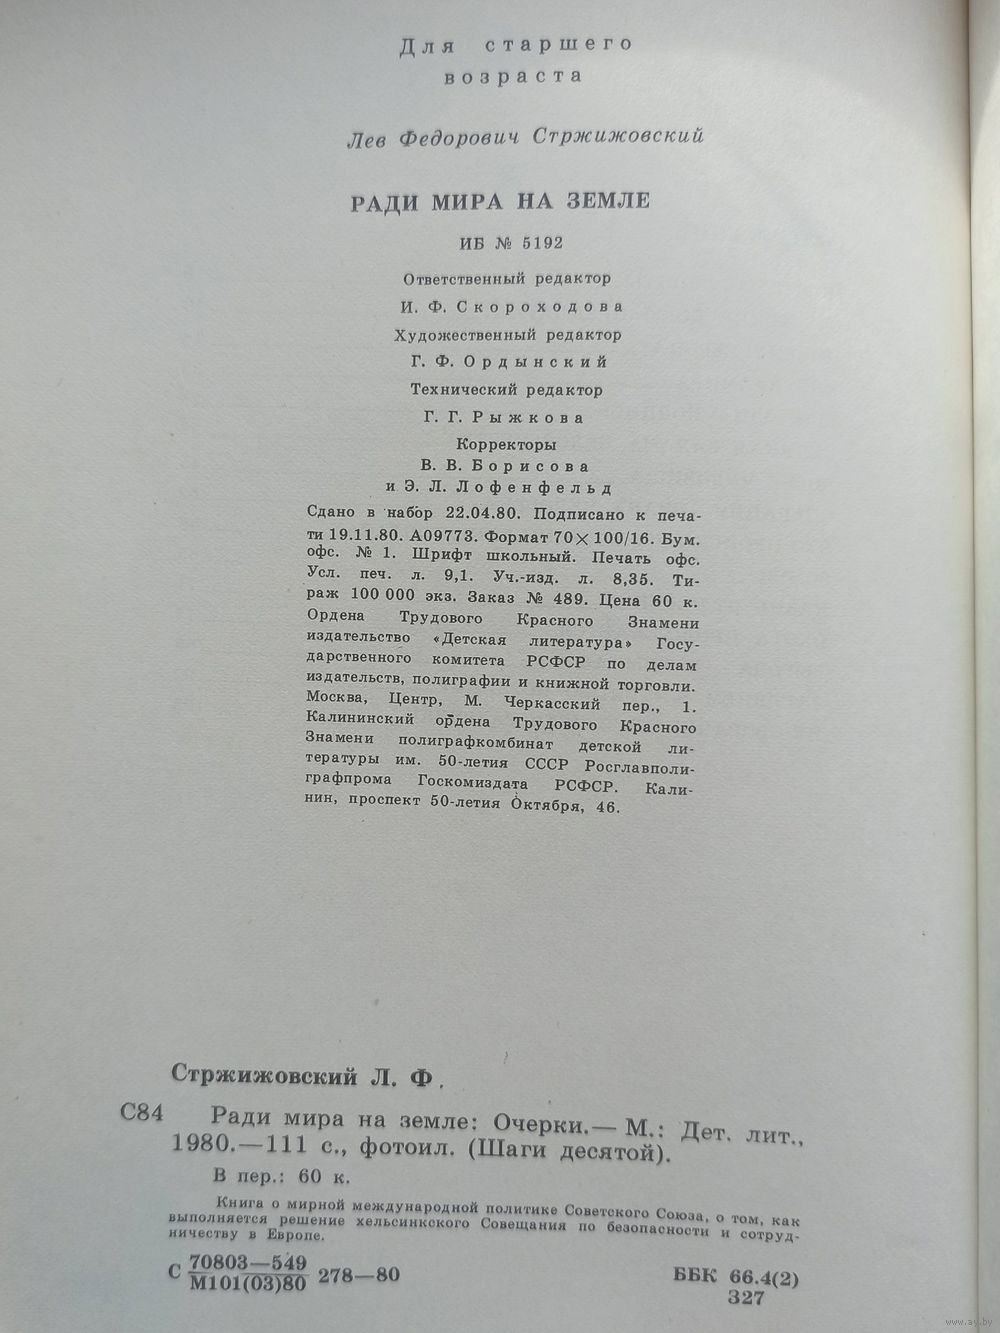 Для старшего
возраста
Лев Федорович Стржижовский
РАДИ МИРА НА ЗЕМЛЕ
ИБ № 5192
Ответственный редактор
И. Ф. Скороходова
Художественный редактор
Г. Ф. Ордынский
Технический редактор
Г. Г. Рыжкова
Корректоры
В. В. Борисова
и Э. Л. Лофенфельд
Сдано в набор 22.04.80. Подписано к печа-
ти 19.11.80. А09773. Формат 70×100/16. Бум.
офс. № 1. Шрифт школьный. Печать офс.
Усл. печ. л. 9,1. Уч.-изд. л. 8,35. Ти-
раж 100 000 экз. Заказ № 489. Цена 60 к.
Ордена Трудового Красного Знамени
издательство «Детская литература» Госу-
дарственного комитета РСФСР по делам
издательств, полиграфии и книжной торговли.
Москва, Центр, М. Черкасский пер., 1.
Калининский ордена Трудового Красного
Знамени полиграфкомбинат детской ли-
тературы им. 50-летия СССР Росглавполи-
графпрома Госкомиздата РСФСР. Кали-
нин, проспект 50-летия Октября, 46.
Стржижовский Л. Ф.
С84 Ради мира на земле: Очерки.— М.: Дет. лит.,
1980.—111 с., фотоил. (Шаги десятой).
В пер.: 60 к.
Книга о мирной международной политике Советского Союза, о том, как
выполняется решение хельсинкского Совещания по безопасности и сотруд-
ничеству в Европе.
С 70803—549
М101(03)80 278—80
ББК 66.4(2)
327
www.ay.by